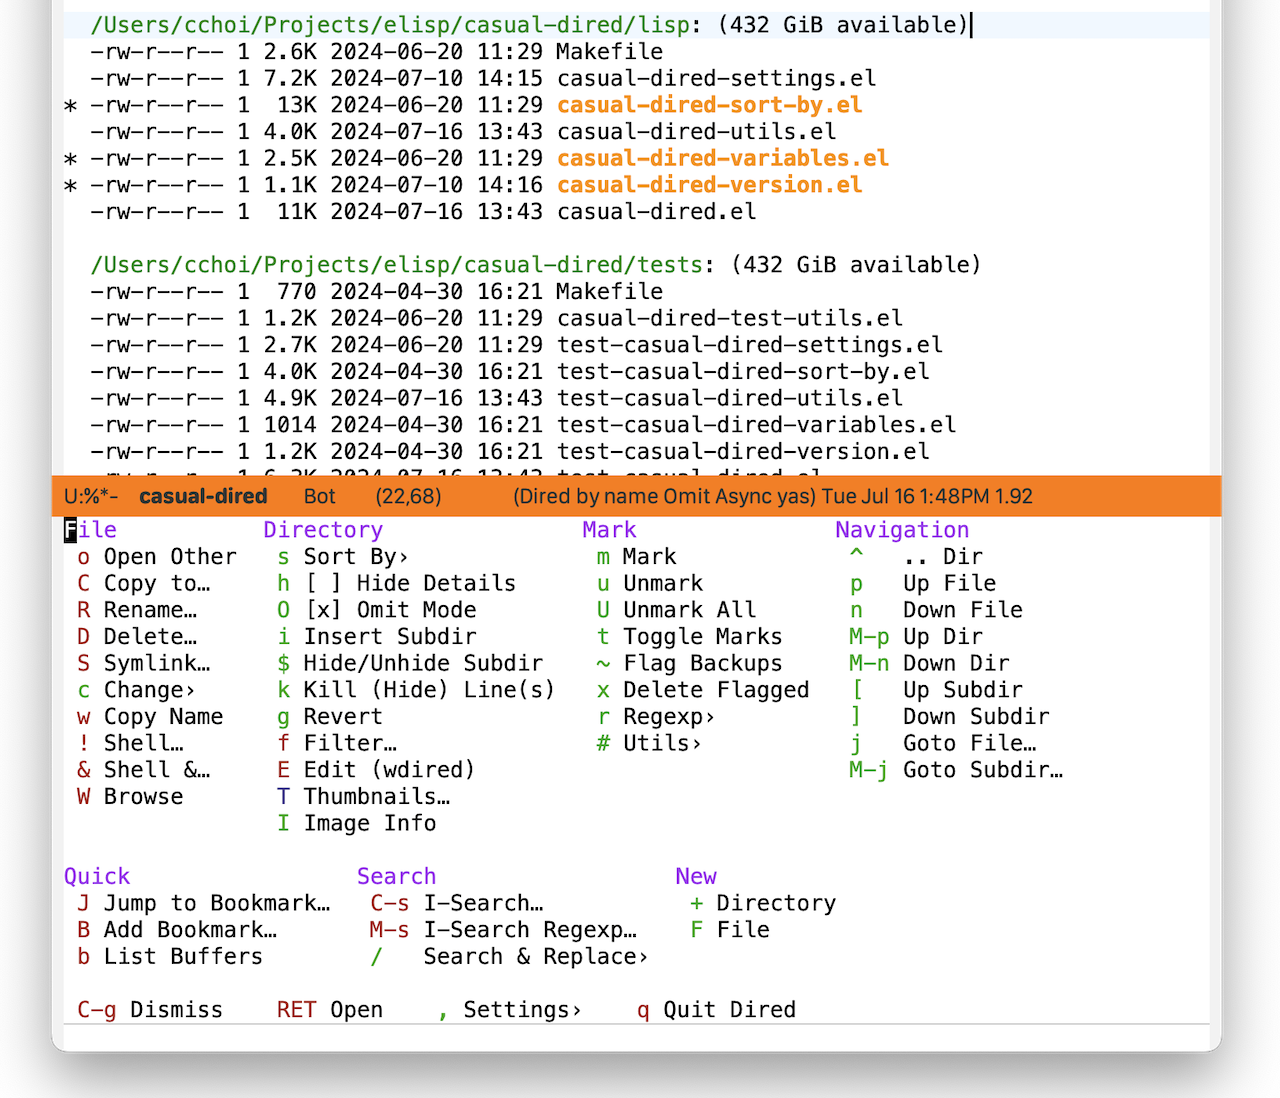 /Users/cchoi/Projects/elisp/casual-dired/lisp: (432 GiB available)
-rw-r--r-- 1 2.6K 2024-06-20 11:29 Makefile
-rw-r--r-- 1 7.2K 2024-07-10 14:15 casual-dired-settings.el
* -rw-r--r-- 1  13K 2024-06-20 11:29 casual-dired-sort-by.el
-rw-r--r-- 1 4.0K 2024-07-16 13:43 casual-dired-utils.el
* -rw-r--r-- 1 2.5K 2024-06-20 11:29 casual-dired-variables.el
* -rw-r--r-- 1 1.1K 2024-07-10 14:16 casual-dired-version.el
-rw-r--r-- 1  11K 2024-07-16 13:43 casual-dired.el
/Users/cchoi/Projects/elisp/casual-dired/tests: (432 GiB available)
-rw-r--r-- 1  770 2024-04-30 16:21 Makefile
-rw-r--r-- 1 1.2K 2024-06-20 11:29 casual-dired-test-utils.el
-rw-r--r-- 1 2.7K 2024-06-20 11:29 test-casual-dired-settings.el
-rw-r--r-- 1 4.0K 2024-04-30 16:21 test-casual-dired-sort-by.el
-rw-r--r-- 1 4.9K 2024-07-16 13:43 test-casual-dired-utils.el
-rw-r--r-- 1 1014 2024-04-30 16:21 test-casual-dired-variables.el
-rw-r--r-- 1 1.2K 2024-04-30 16:21 test-casual-dired-version.el
U:%*- casual-dired Bot (22,68) (Dired by name Omit Async yas) Tue Jul 16 1:48PM 1.92
File Directory Mark Navigation
o Open Other s Sort By› m Mark ^ .. Dir
C Copy to… h [ ] Hide Details u Unmark p Up File
R Rename… O [x] Omit Mode U Unmark All n Down File
D Delete… i Insert Subdir t Toggle Marks M-p Up Dir
S Symlink… $ Hide/Unhide Subdir ~ Flag Backups M-n Down Dir
c Change› k Kill (Hide) Line(s) x Delete Flagged [ Up Subdir
w Copy Name g Revert r Regexp› ] Down Subdir
! Shell… f Filter… # Utils› j Goto File…
& Shell &… E Edit (wdired) M-j Goto Subdir…
W Browse T Thumbnails…
I Image Info
Quick Search New
J Jump to Bookmark… C-s I-Search… + Directory
B Add Bookmark… M-s I-Search Regexp… F File
b List Buffers / Search & Replace›
C-g Dismiss RET Open , Settings› q Quit Dired